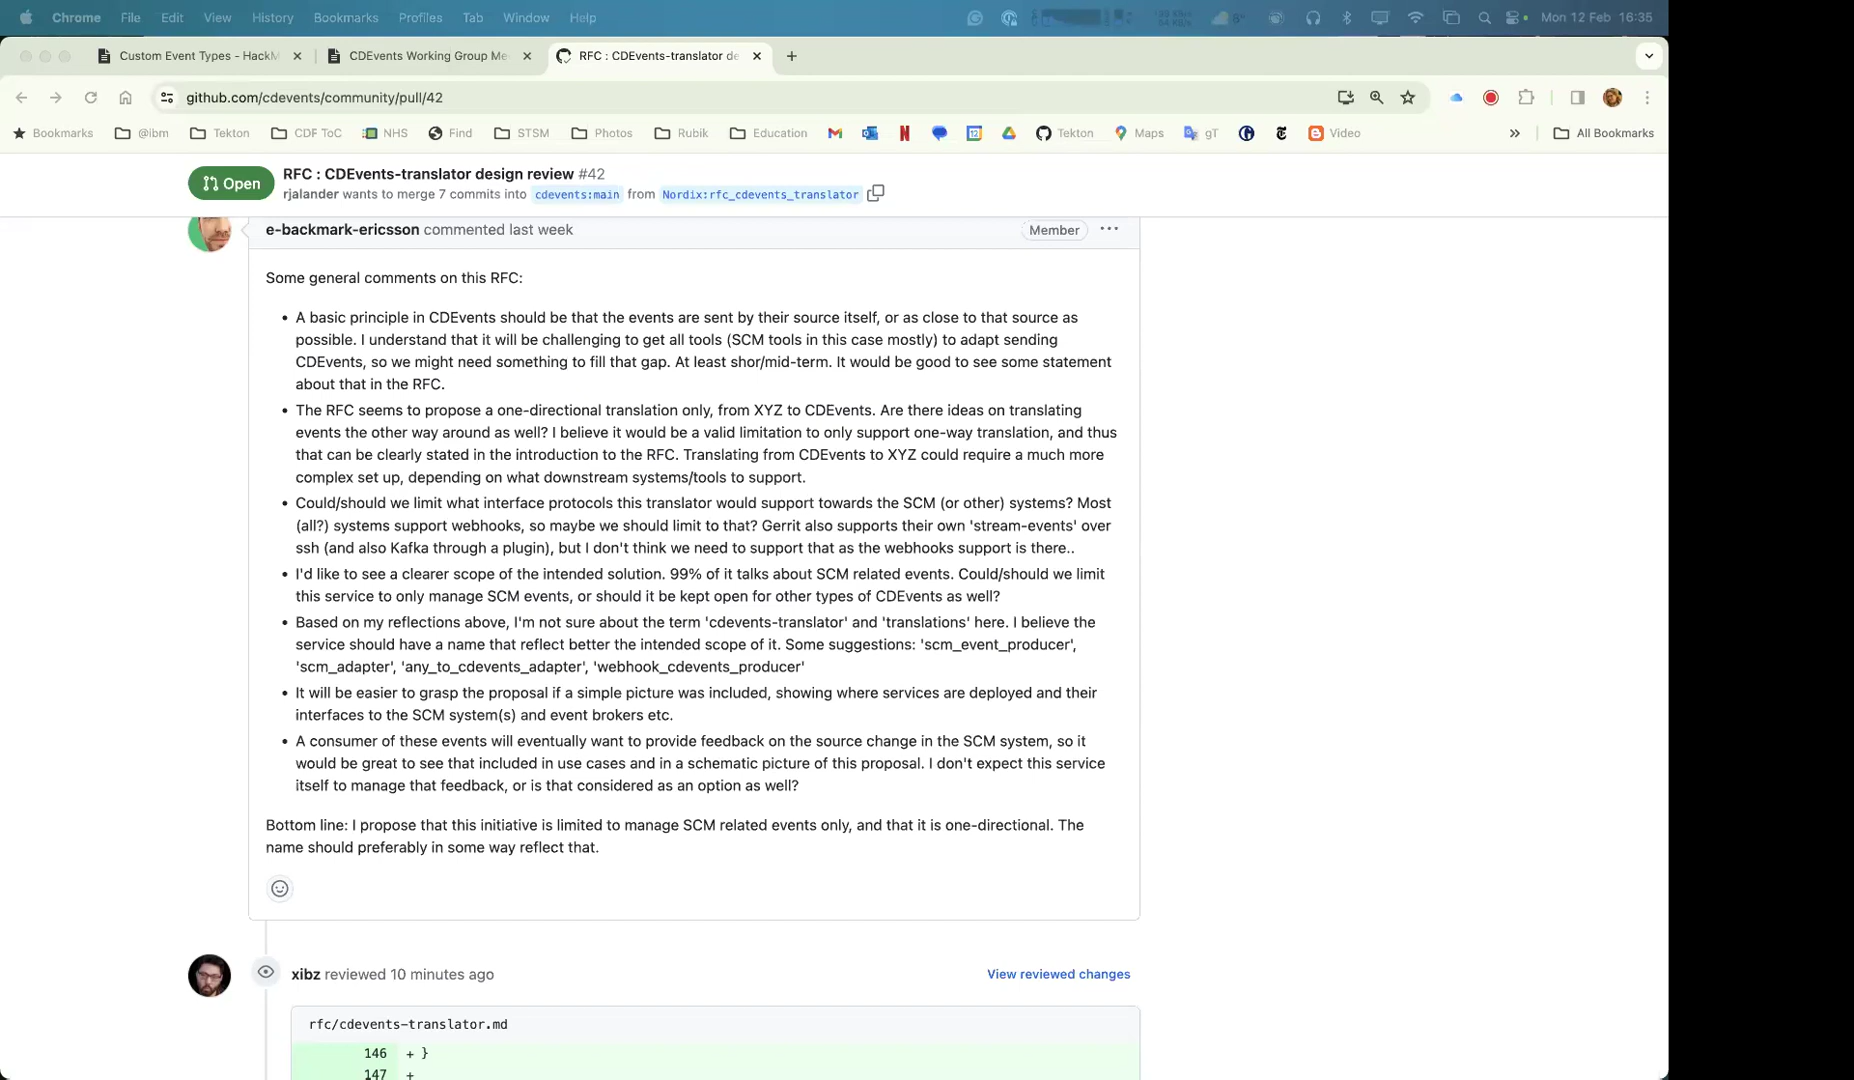 Chrome File Edit View History Bookmarks Profiles Tab Window Help 8° Mon 12 Feb 16:35
Custom Event Types - HackM
CDEvents Working Group Me
RFC : CDEvents-translator de
github.com/cdevents/community/pull/42
Bookmarks @ibm Tekton CDF ToC NHS Find STSM Photos Rubik Education Tekton Maps gT Video » All Bookmarks
Open
RFC : CDEvents-translator design review #42
rjalander wants to merge 7 commits into cdevents:main from Nordix:rfc_cdevents_translator
e-backmark-ericsson commented last week Member ···
Some general comments on this RFC:
• A basic principle in CDEvents should be that the events are sent by their source itself, or as close to that source as
possible. I understand that it will be challenging to get all tools (SCM tools in this case mostly) to adapt sending
CDEvents, so we might need something to fill that gap. At least shor/mid-term. It would be good to see some statement
about that in the RFC.
• The RFC seems to propose a one-directional translation only, from XYZ to CDEvents. Are there ideas on translating
events the other way around as well? I believe it would be a valid limitation to only support one-way translation, and thus
that can be clearly stated in the introduction to the RFC. Translating from CDEvents to XYZ could require a much more
complex set up, depending on what downstream systems/tools to support.
• Could/should we limit what interface protocols this translator would support towards the SCM (or other) systems? Most
(all?) systems support webhooks, so maybe we should limit to that? Gerrit also supports their own 'stream-events' over
ssh (and also Kafka through a plugin), but I don't think we need to support that as the webhooks support is there..
• I'd like to see a clearer scope of the intended solution. 99% of it talks about SCM related events. Could/should we limit
this service to only manage SCM events, or should it be kept open for other types of CDEvents as well?
• Based on my reflections above, I'm not sure about the term 'cdevents-translator' and 'translations' here. I believe the
service should have a name that reflect better the intended scope of it. Some suggestions: 'scm_event_producer',
'scm_adapter', 'any_to_cdevents_adapter', 'webhook_cdevents_producer'
• It will be easier to grasp the proposal if a simple picture was included, showing where services are deployed and their
interfaces to the SCM system(s) and event brokers etc.
• A consumer of these events will eventually want to provide feedback on the source change in the SCM system, so it
would be great to see that included in use cases and in a schematic picture of this proposal. I don't expect this service
itself to manage that feedback, or is that considered as an option as well?
Bottom line: I propose that this initiative is limited to manage SCM related events only, and that it is one-directional. The
name should preferably in some way reflect that.
xibz reviewed 10 minutes ago View reviewed changes
rfc/cdevents-translator.md
146 + }
147 +